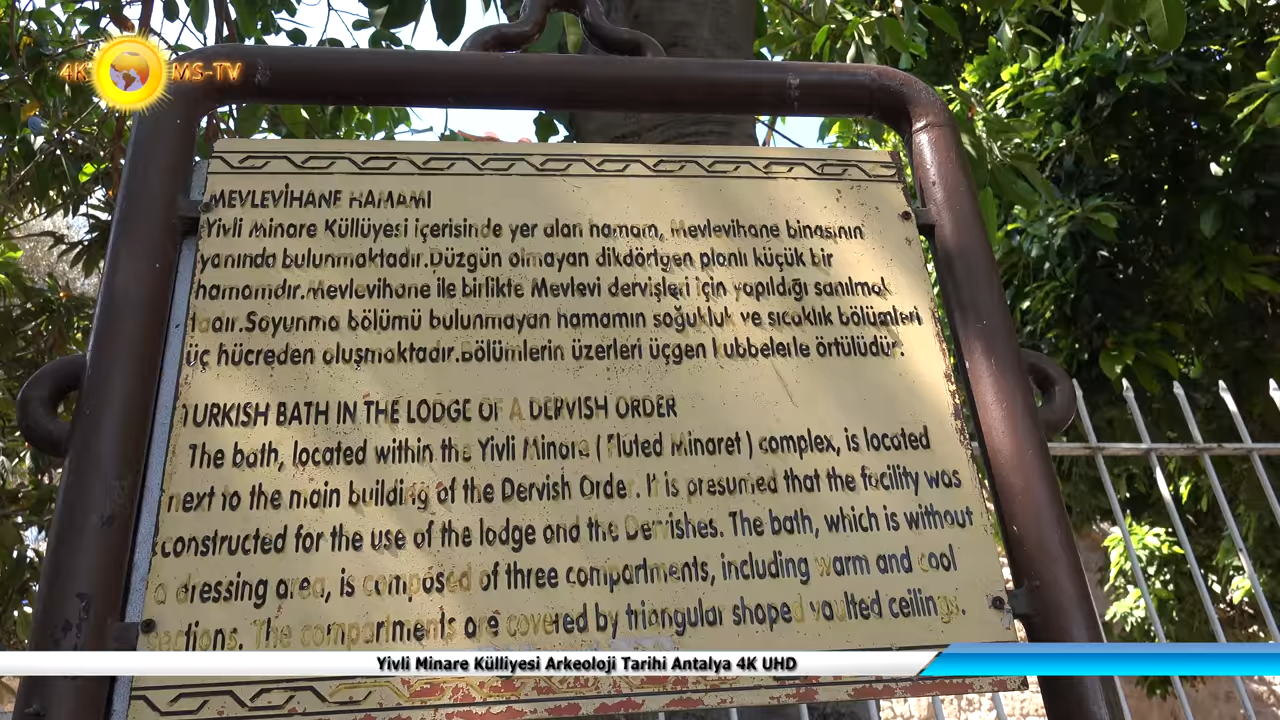 4K MS-TV
MEVLEVİHANE HAMAMI
Yivli Minare Küllüyesi içerisinde yer alan hamam, Mevlevihane binasının
yanında bulunmaktadır.Düzgün olmayan dikdörtgen planlı küçük bir
hamamdır.Mevlevihane ile birlikte Mevlevi dervişleri için yapıldığı sanılmak
tadır.Soyunma bölümü bulunmayan hamamın soğukluk ve sıcaklık bölümleri
üç hücreden oluşmaktadır.Bölümlerin üzerleri üçgen kubbelerle örtülüdür.
TURKISH BATH IN THE LODGE OF A DERVISH ORDER
The bath, located within the Yivli Minare ( Fluted Minaret ) complex, is located
next to the main building of the Dervish Order. It is presumed that the facility was
constructed for the use of the lodge and the Dervishes. The bath, which is without
a dressing area, is composed of three compartments, including warm and cool
sections. The compartments are covered by triangular shaped vaulted ceilings.
Yivli Minare Külliyesi Arkeoloji Tarihi Antalya 4K UHD